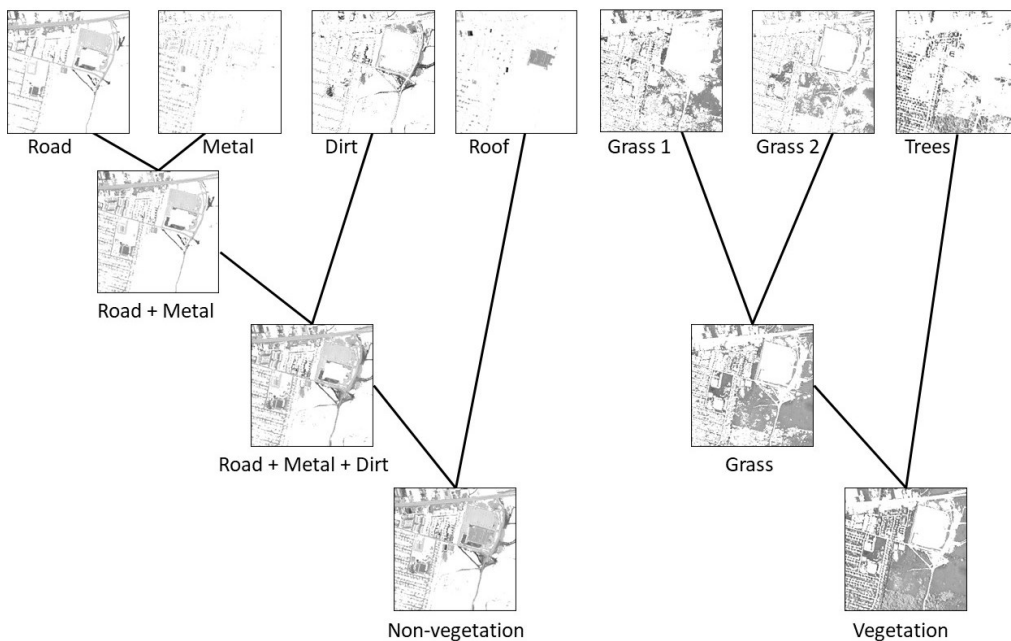 Road
Metal
Dirt
Roof
Grass 1
Grass 2
Trees
Road + Metal
Road + Metal + Dirt
Grass
Non-vegetation
Vegetation